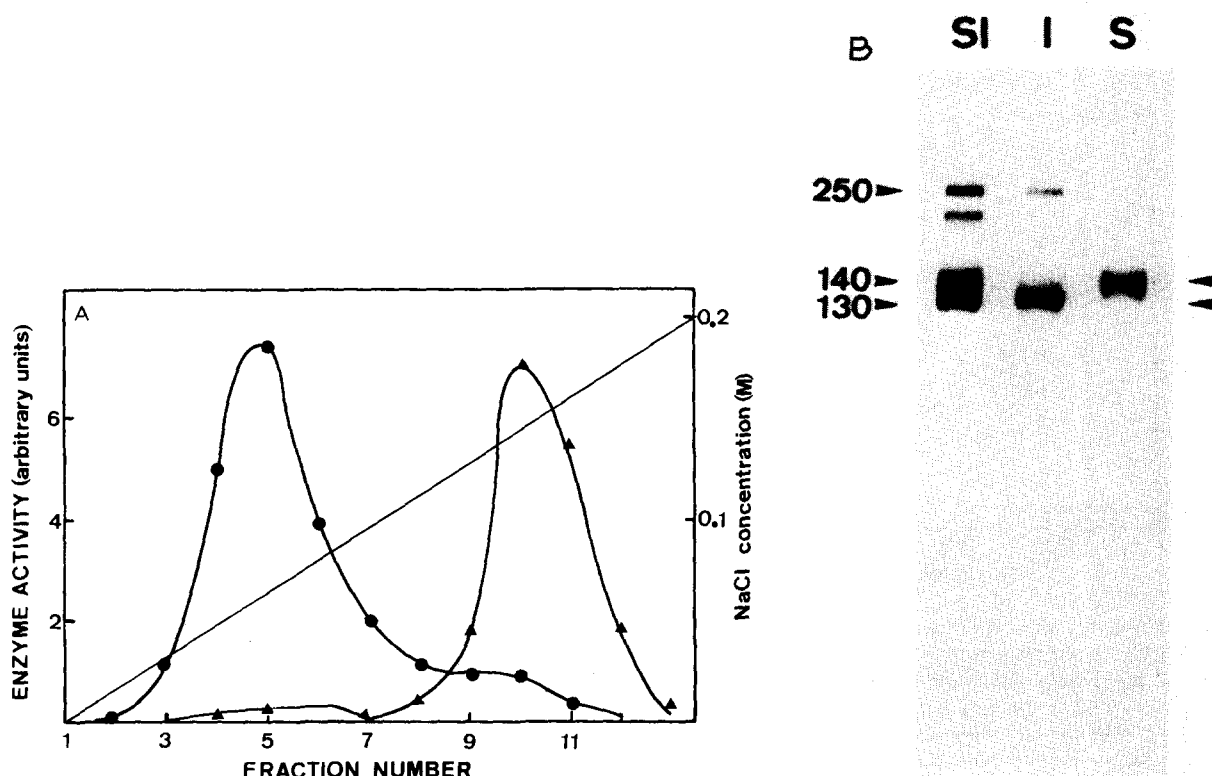 A
ENZYME ACTIVITY (arbitrary units)
6
4
2
1 3 5 7 9 11
FRACTION NUMBER
0.2
0.1
NaCl concentration (M)
B
SI I S
250
140
130